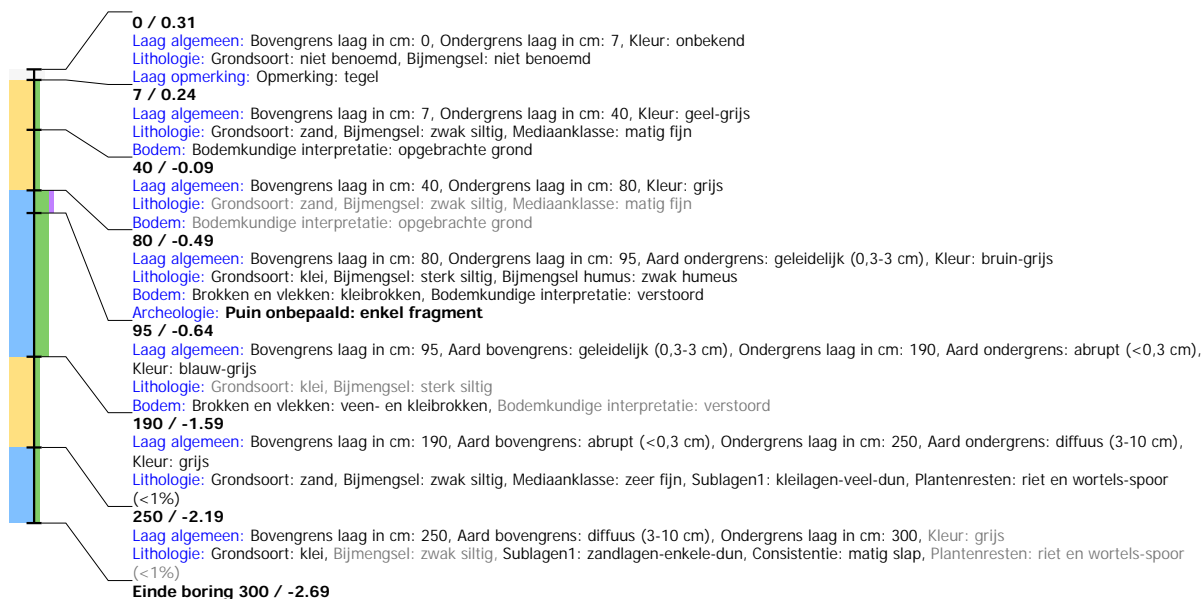 0 / 0.31
Laag algemeen: Bovengrens laag in cm: 0, Ondergrens laag in cm: 7, Kleur: onbekend
Lithologie: Grondsoort: niet benoemd, Bijmengsel: niet benoemd
Laag opmerking: Opmerking: tegel
7 / 0.24
Laag algemeen: Bovengrens laag in cm: 7, Ondergrens laag in cm: 40, Kleur: geel-grijs
Lithologie: Grondsoort: zand, Bijmengsel: zwak siltig, Mediaanklasse: matig fijn
Bodem: Bodemkundige interpretatie: opgebrachte grond
40 / -0.09
Laag algemeen: Bovengrens laag in cm: 40, Ondergrens laag in cm: 80, Kleur: grijs
Lithologie: Grondsoort: zand, Bijmengsel: zwak siltig, Mediaanklasse: matig fijn
Bodem: Bodemkundige interpretatie: opgebrachte grond
80 / -0.49
Laag algemeen: Bovengrens laag in cm: 80, Ondergrens laag in cm: 95, Aard ondergrens: geleidelijk (0,3-3 cm), Kleur: bruin-grijs
Lithologie: Grondsoort: klei, Bijmengsel: sterk siltig, Bijmengsel humus: zwak humeus
Bodem: Brokken en vlekken: kleibrokken, Bodemkundige interpretatie: verstoord
Archeologie: Puin onbepaald: enkel fragment
95 / -0.64
Laag algemeen: Bovengrens laag in cm: 95, Aard bovengrens: geleidelijk (0,3-3 cm), Ondergrens laag in cm: 190, Aard ondergrens: abrupt (<0,3 cm),
Kleur: blauw-grijs
Lithologie: Grondsoort: klei, Bijmengsel: sterk siltig
Bodem: Brokken en vlekken: veen- en kleibrokken, Bodemkundige interpretatie: verstoord
190 / -1.59
Laag algemeen: Bovengrens laag in cm: 190, Aard bovengrens: abrupt (<0,3 cm), Ondergrens laag in cm: 250, Aard ondergrens: diffuus (3-10 cm),
Kleur: grijs
Lithologie: Grondsoort: zand, Bijmengsel: zwak siltig, Mediaanklasse: zeer fijn, Sublagen1: kleilagen-veel-dun, Plantenresten: riet en wortels-spoor
(<1%)
250 / -2.19
Laag algemeen: Bovengrens laag in cm: 250, Aard bovengrens: diffuus (3-10 cm), Ondergrens laag in cm: 300, Kleur: grijs
Lithologie: Grondsoort: klei, Bijmengsel: zwak siltig, Sublagen1: zandlagen-enkele-dun, Consistentie: matig slap, Plantenresten: riet en wortels-spoor
(<1%)
Einde boring 300 / -2.69